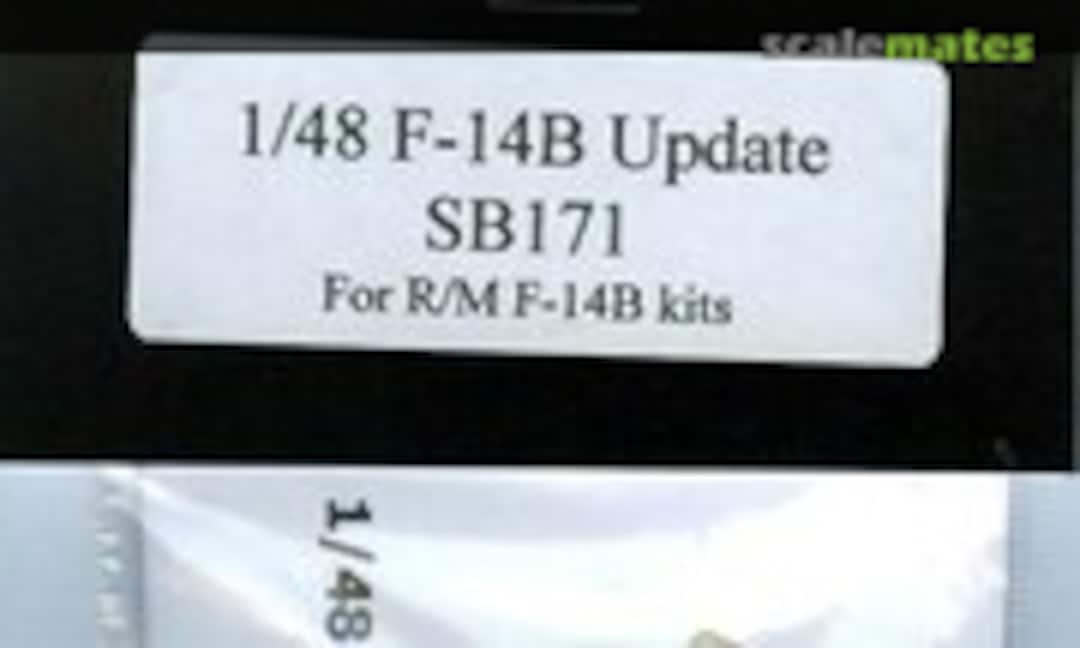 scalemates
1/48 F-14B Update
SB171
For R/M F-14B kits
1/48